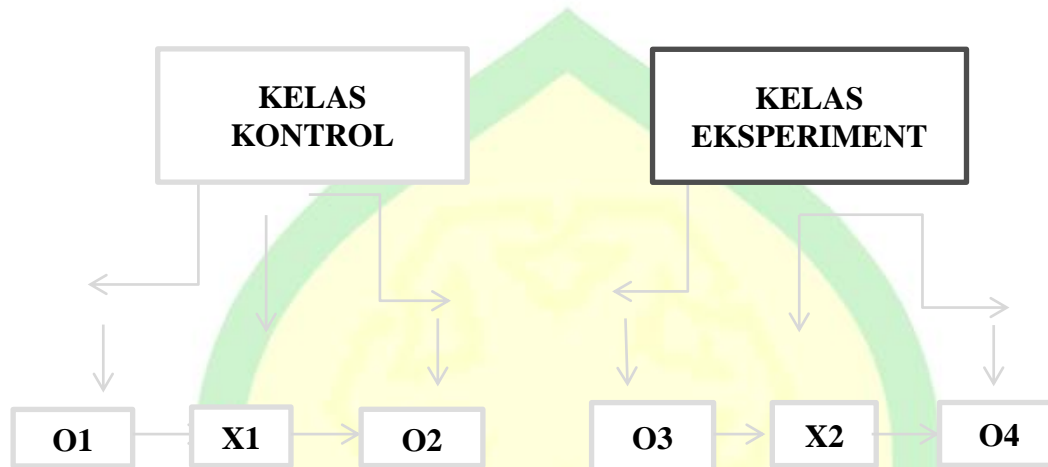 KELAS
KONTROL
KELAS
EKSPERIMENT
O1
X1
O2
O3
X2
O4